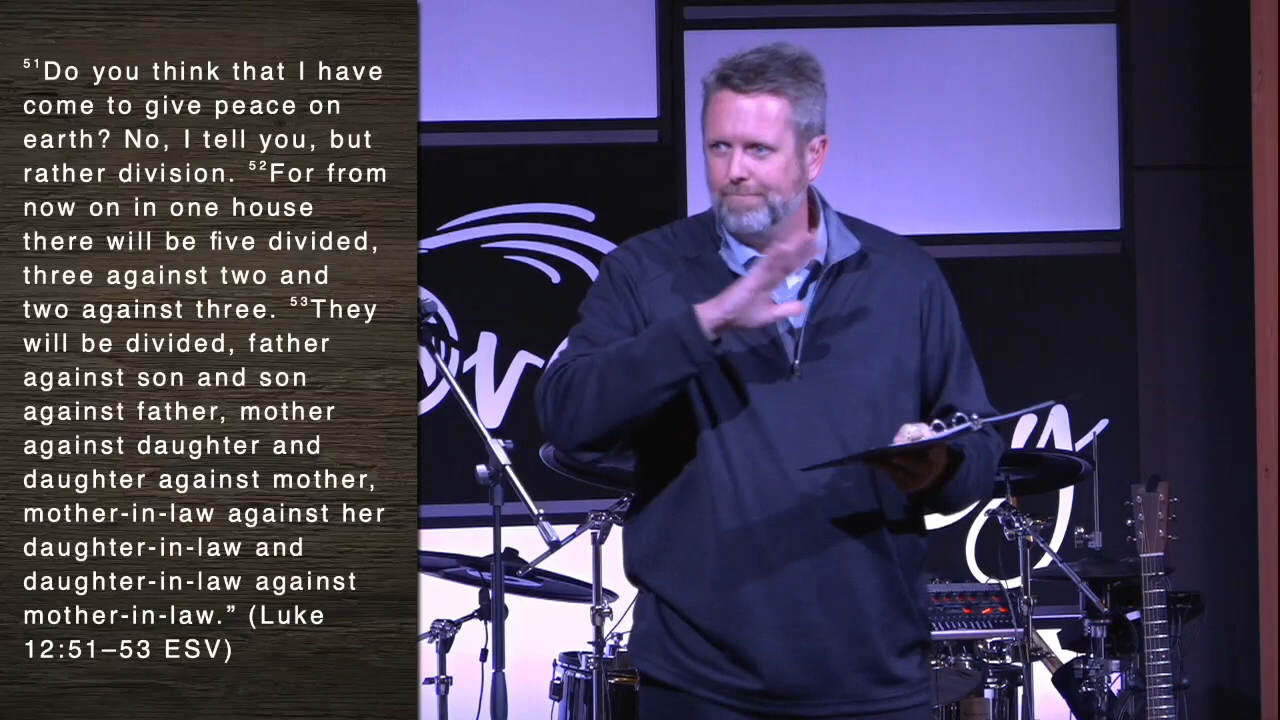 ⁵¹Do you think that I have
come to give peace on
earth? No, I tell you, but
rather division. ⁵²For from
now on in one house
there will be five divided,
three against two and
two against three. ⁵³They
will be divided, father
against son and son
against father, mother
against daughter and
daughter against mother,
mother-in-law against her
daughter-in-law and
daughter-in-law against
mother-in-law.” (Luke
12:51–53 ESV)